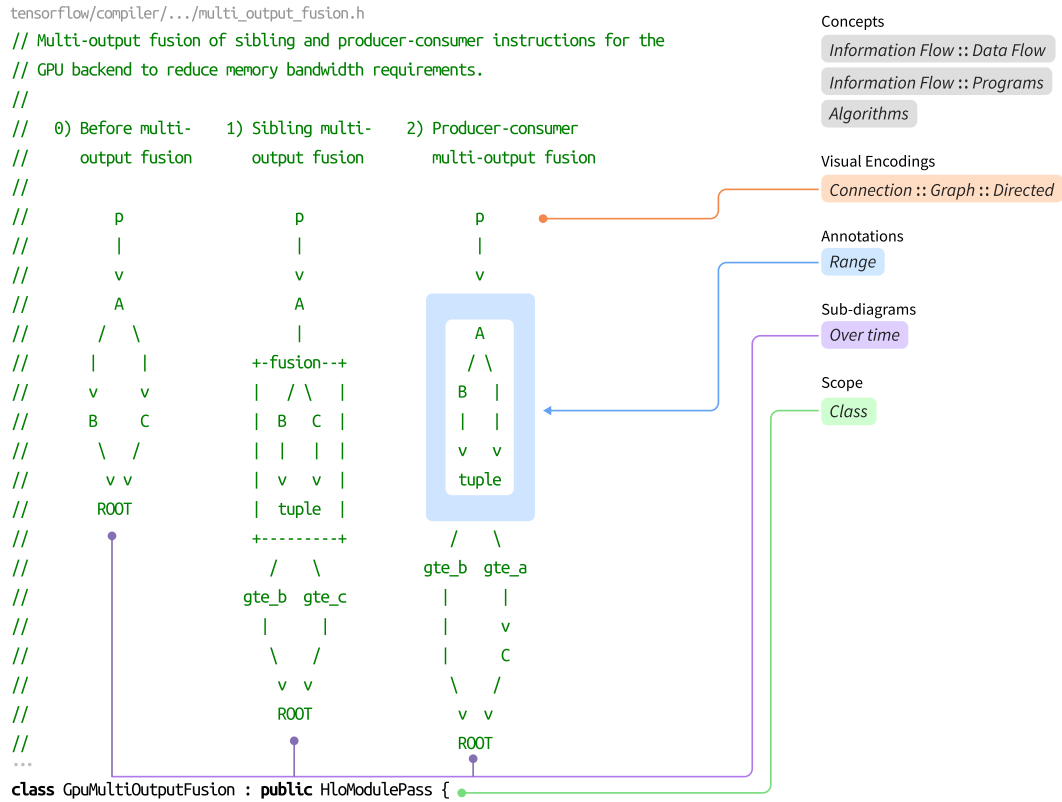 tensorflow/compiler/.../multi_output_fusion.h
// Multi-output fusion of sibling and producer-consumer instructions for the
// GPU backend to reduce memory bandwidth requirements.
//
//   0) Before multi-    1) Sibling multi-    2) Producer-consumer
//      output fusion       output fusion        multi-output fusion
//
//          p                    p                    p
//          |                    |                    |
//          v                    v                    v
//          A                    A
//        /   \                  |                    A
//       |     |            +-fusion--+              / \
//       v     v            |   / \   |             B   |
//       B     C            |  B   C  |             |   |
//        \   /             |  |   |  |             v   v
//         v v              |  v   v  |             tuple
//        ROOT              |  tuple  |
//                          +---------+            /    \
//                            /    \            gte_b  gte_a
//                         gte_b  gte_c           |      |
//                           |      |             |      v
//                            \    /              |      C
//                             v  v                \    /
//                             ROOT                 v  v
//                                                  ROOT
...
class GpuMultiOutputFusion : public HloModulePass {
Concepts
Information Flow :: Data Flow
Information Flow :: Programs
Algorithms
Visual Encodings
Connection :: Graph :: Directed
Annotations
Range
Sub-diagrams
Over time
Scope
Class